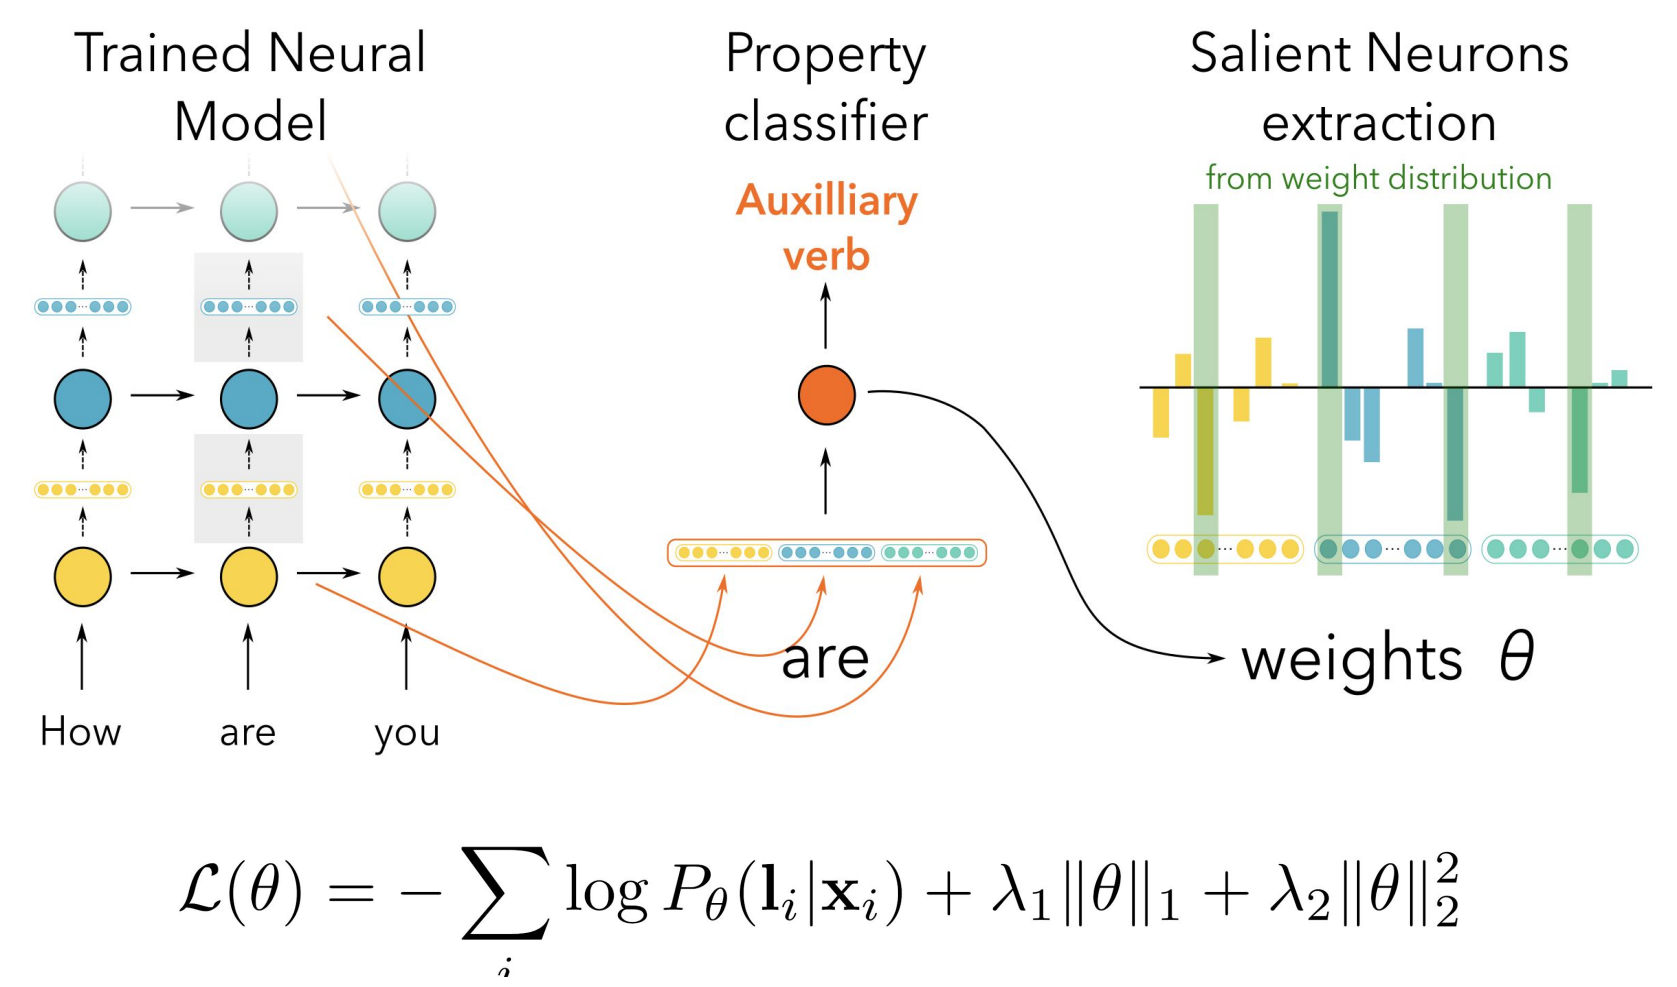 Trained Neural
Model
Property
classifier
Salient Neurons
extraction
from weight distribution
Auxilliary
verb
are
weights θ
How are you
ℒ(θ) = − ∑_i log P_θ(l_i|x_i) + λ_1‖θ‖_1 + λ_2‖θ‖_2^2